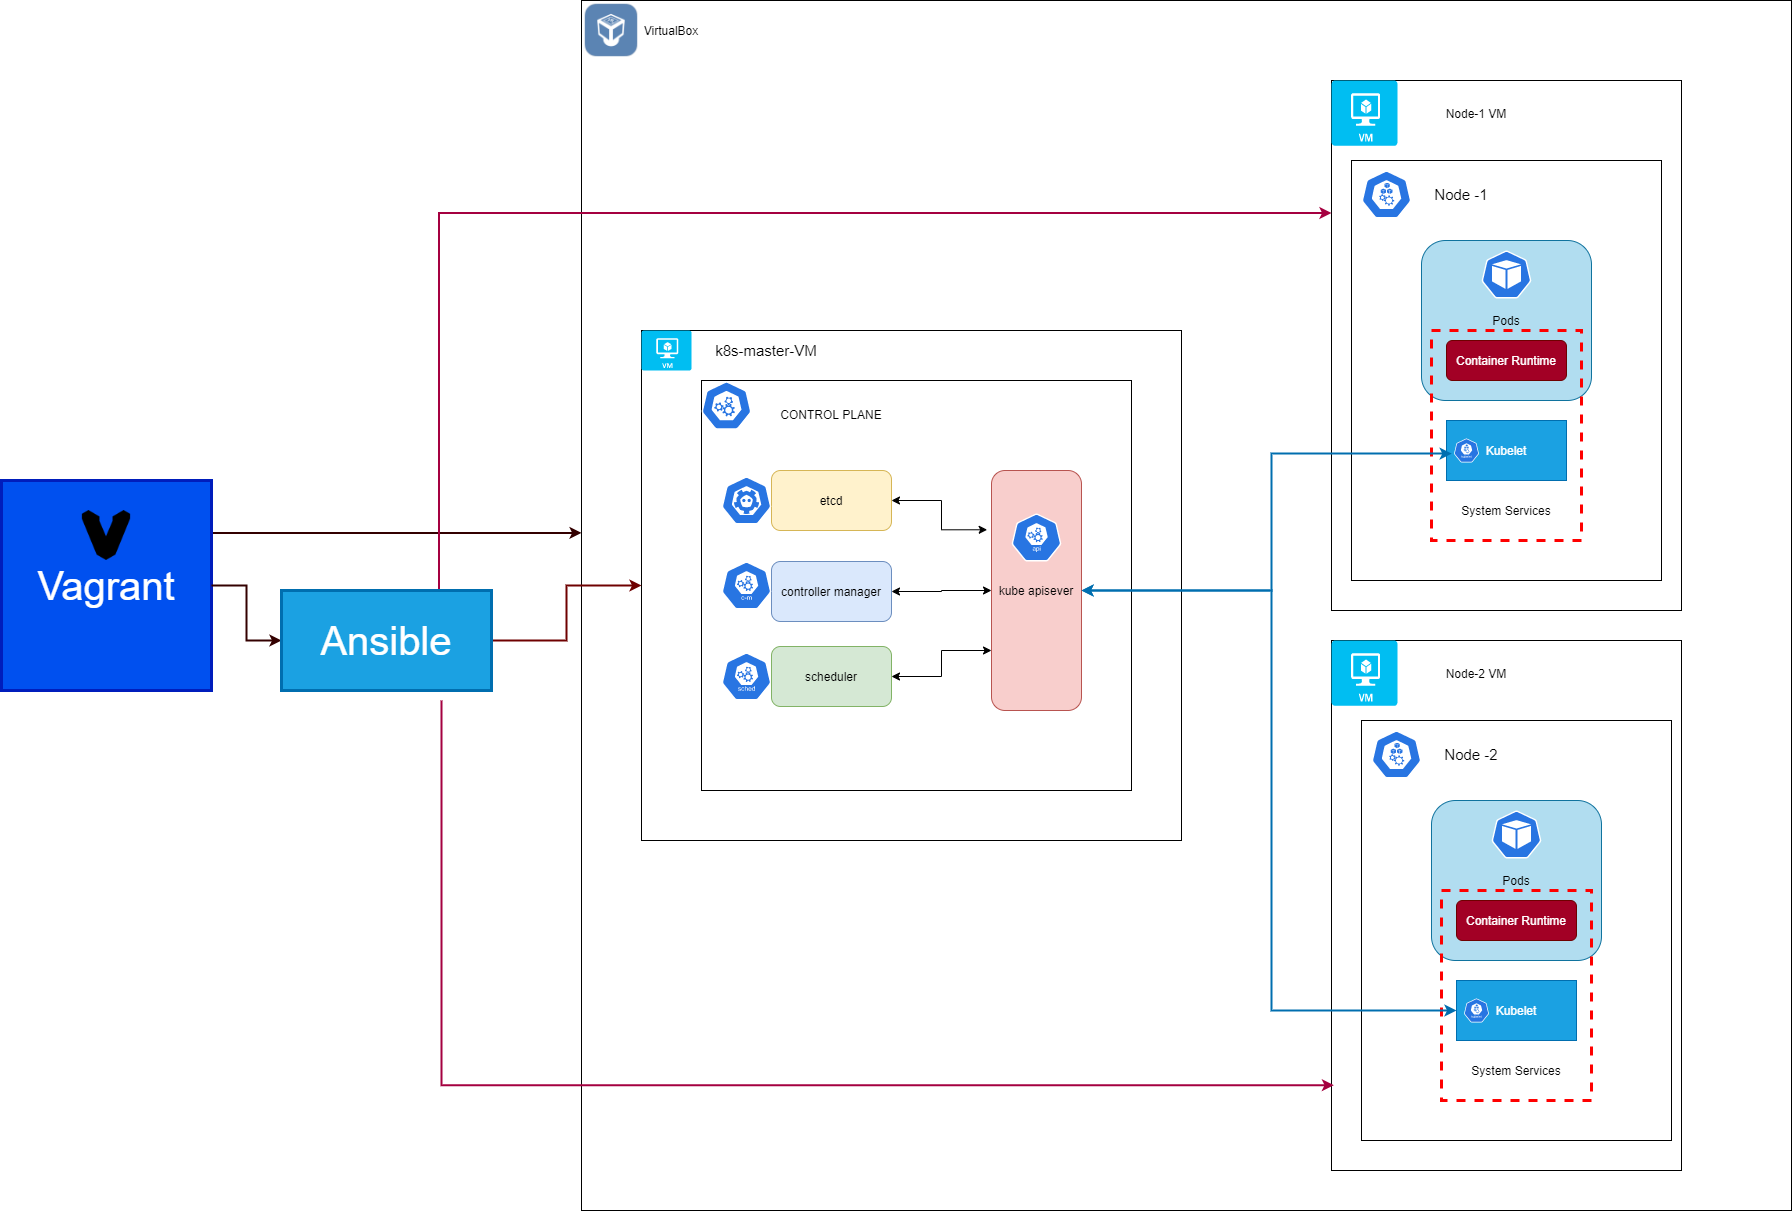 VirtualBox
VM
Node-1 VM
Node -1
Pods
Container Runtime
Kubelet
System Services
VM
k8s-master-VM
CONTROL PLANE
etcd
api
kube apisever
c-m
controller manager
sched
scheduler
Vagrant
Ansible
VM
Node-2 VM
Node -2
Pods
Container Runtime
Kubelet
System Services